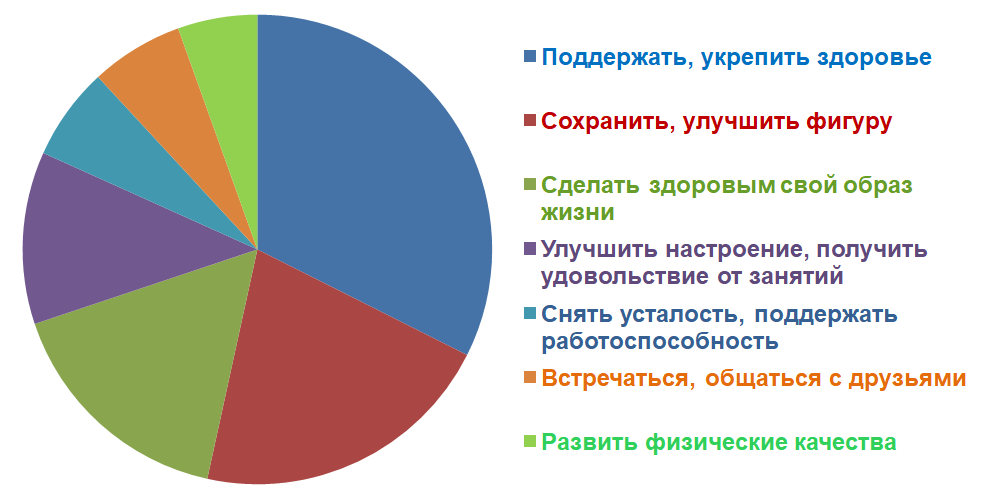 Поддержать, укрепить здоровье
Сохранить, улучшить фигуру
Сделать здоровым свой образ
жизни
Улучшить настроение, получить
удовольствие от занятий
Снять усталость, поддержать
работоспособность
Встречаться, общаться с друзьями
Развить физические качества